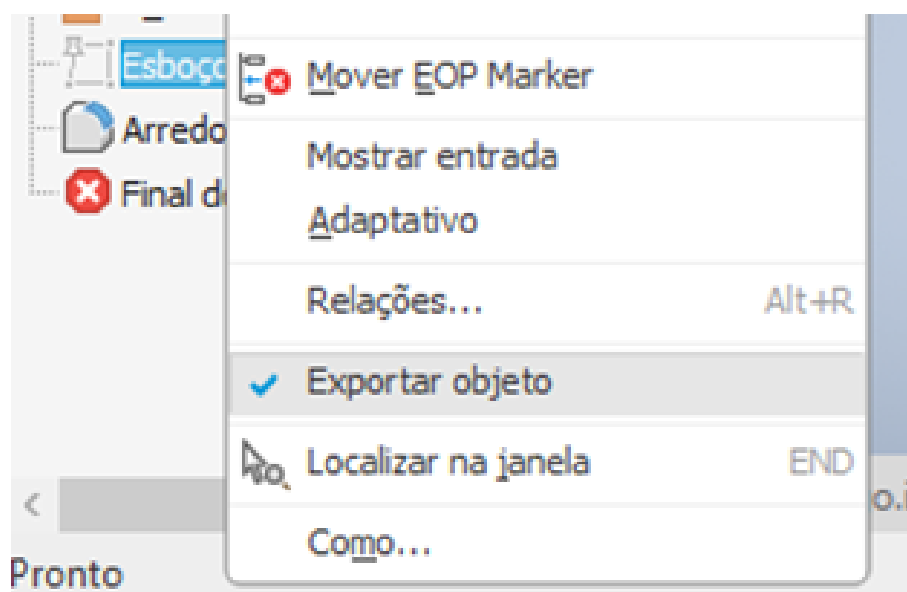 Esboço
Arredo
Final d
Mover EOP Marker
Mostrar entrada
Adaptativo
Relações... Alt+R
Exportar objeto
Localizar na janela END
Como...
o.i
Pronto